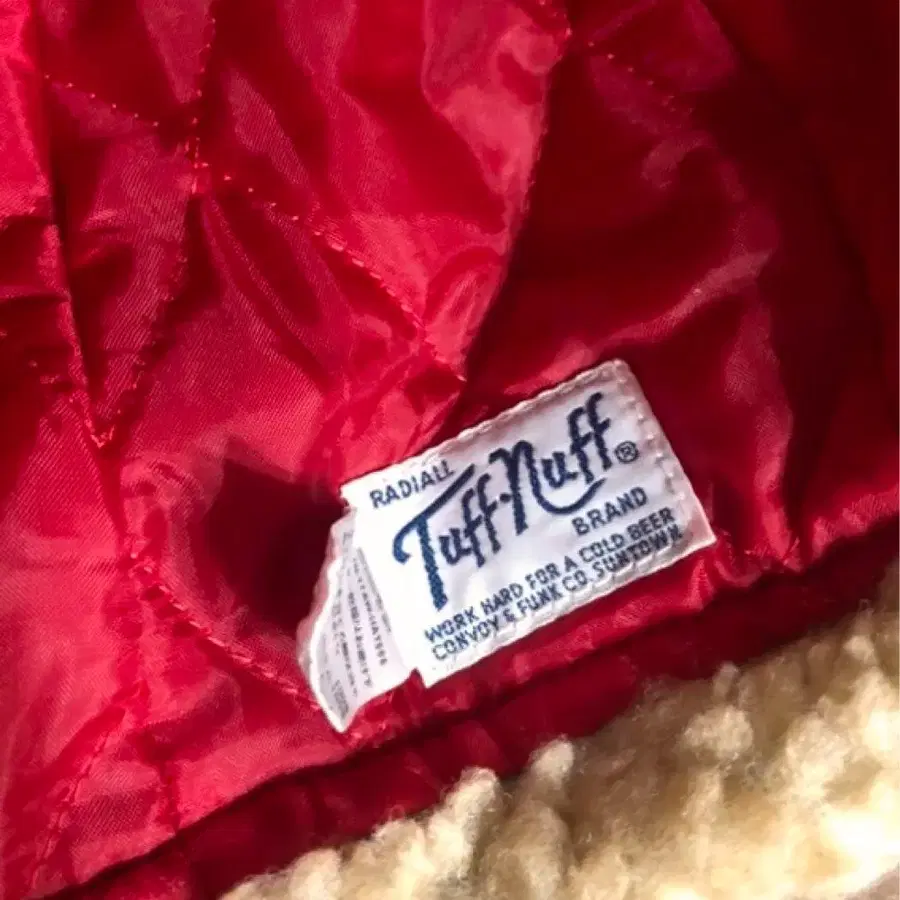 RADIALL
Tuff-Nuff®
BRAND
WORK HARD FOR A COLD BEER
CONVOY & FUNK CO. SUNTOWN